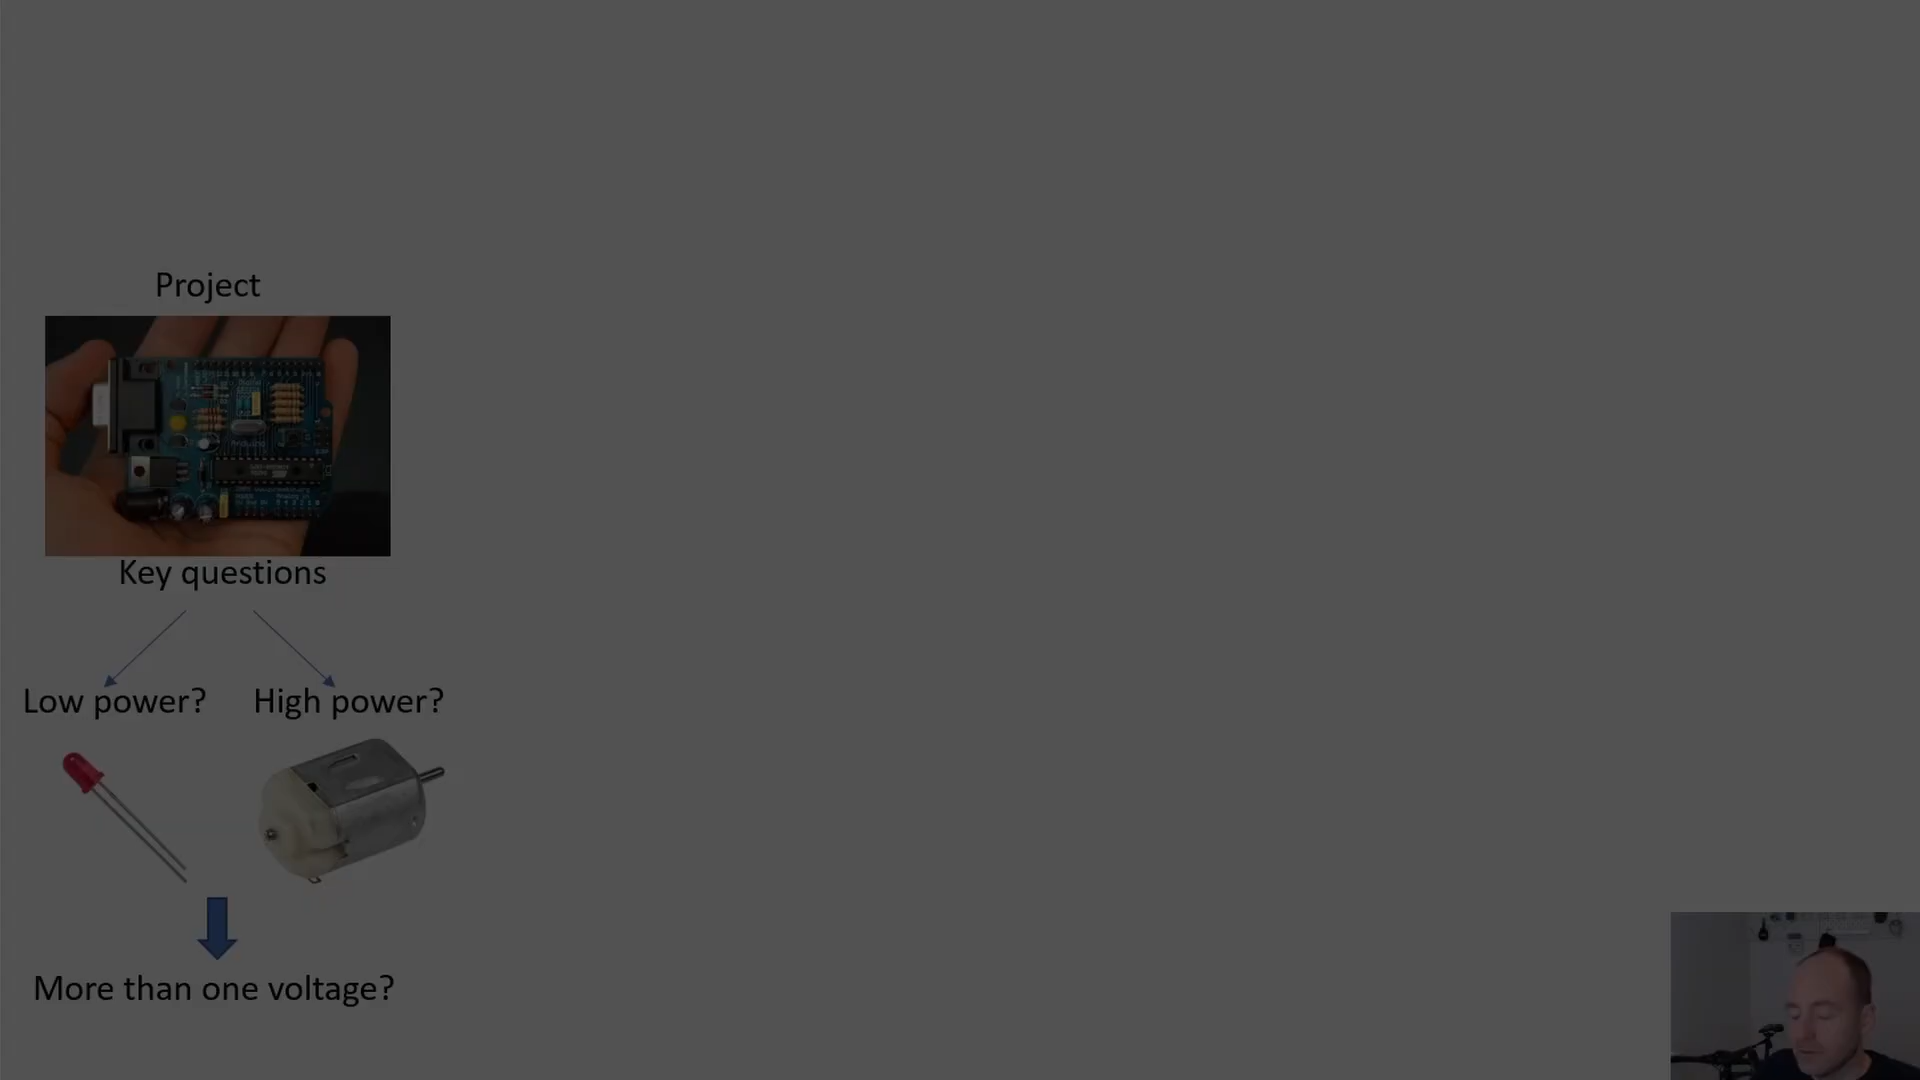 Project
Key questions
Low power? High power?
More than one voltage?